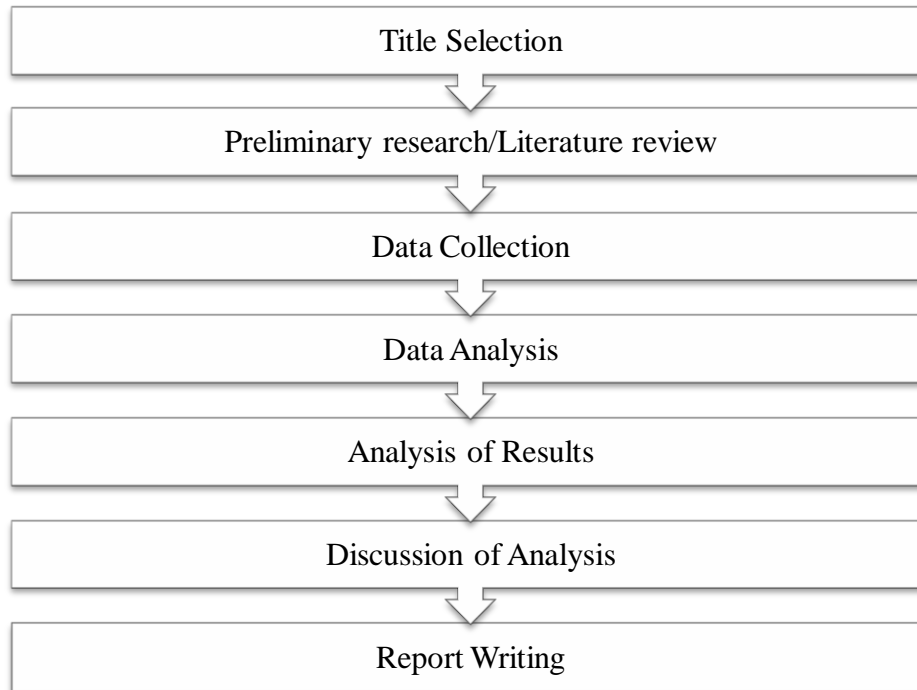 Title Selection
Preliminary research/Literature review
Data Collection
Data Analysis
Analysis of Results
Discussion of Analysis
Report Writing